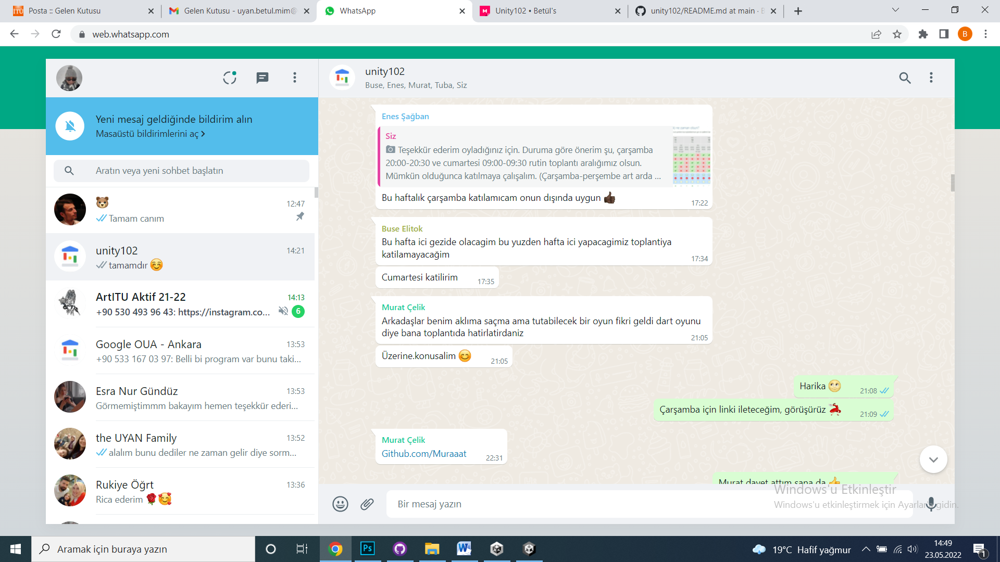 Posta :: Gelen Kutusu
Gelen Kutusu - uyan.betul.mim@
WhatsApp
Unity102 • Betül's
unity102/README.md at main · B
web.whatsapp.com
B
Yeni mesaj geldiğinde bildirim alın
Masaüstü bildirimlerini aç
Aratın veya yeni sohbet başlatın
12:47
Tamam canım
unity102
14:21
tamamdır
ArtITU Aktif 21-22
14:13
+90 530 493 96 43: https://instagram.co...
6
Google OUA - Ankara
13:53
+90 533 167 03 97: Belli bi program var bunu taki...
Esra Nur Gündüz
13:53
Görmemiştimmm bakayım hemen teşekkür ederi...
the UYAN Family
13:52
alalım bunu dediler ne zaman gelir diye sorm...
Rukiye Öğrt
13:36
Rica ederim
unity102
Buse, Enes, Murat, Tuba, Siz
Enes Şağban
Siz
Teşekkür ederim oyladığınız için. Duruma göre önerim şu, çarşamba
20:00-20:30 ve cumartesi 09:00-09:30 rutin toplantı aralığımız olsun.
Mümkün olduğunca katılmaya çalışalım. (Çarşamba-perşembe art arda ...
Bu haftalık çarşamba katılamıcam onun dışında uygun
17:22
Buse Elitok
Bu hafta ici gezide olacagim bu yuzden hafta ici yapacagimiz toplantiya
katilamayacağim
17:34
Cumartesi katilirim
17:35
Murat Çelik
Arkadaşlar benim aklıma saçma ama tutabilecek bir oyun fikri geldi dart oyunu
diye bana toplantıda hatirlatirdaniz
21:05
Üzerine.konusalim
21:05
Harika
21:08
Çarşamba için linki ileteceğim, görüşürüz
21:09
Murat Çelik
Github.com/Muraaat
22:31
Murat davet attım sana da
Bir mesaj yazın
Windows'u Etkinleştir
Windows'u etkinleştirmek için Ayarlar'a gidin.
Aramak için buraya yazın
Ps
19°C Hafif yağmur
14:49
23.05.2022
1